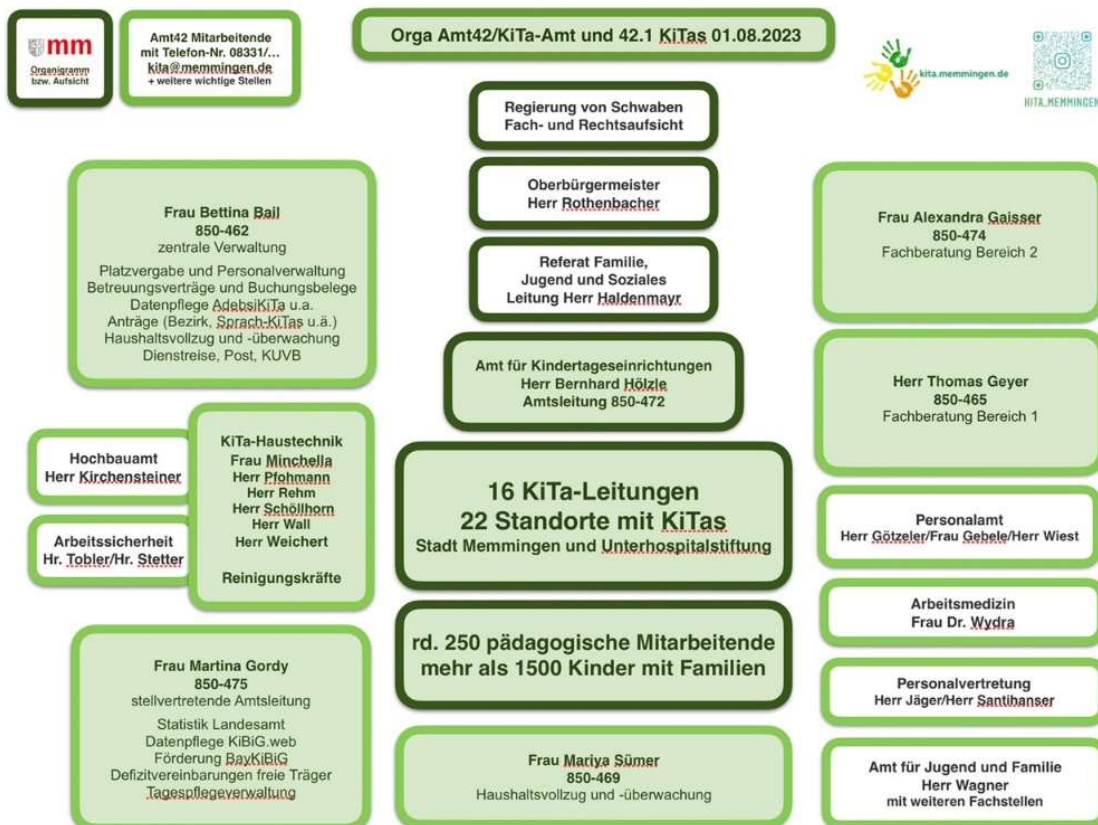 mm
Organigramm
bzw. Aufsicht
Amt42 Mitarbeitende
mit Telefon-Nr. 08331/...
kita@memmingen.de
+ weitere wichtige Stellen
Orga Amt42/KiTa-Amt und 42.1 KiTas 01.08.2023
kita.memmingen.de
KITA_MEMMINGEN
Regierung von Schwaben
Fach- und Rechtsaufsicht
Oberbürgermeister
Herr Rothenbacher
Referat Familie,
Jugend und Soziales
Leitung Herr Haldenmayr
Amt für Kindertageseinrichtungen
Herr Bernhard Hölzle
Amtsleitung 850-472
16 KiTa-Leitungen
22 Standorte mit KiTas
Stadt Memmingen und Unterhospitalstiftung
rd. 250 pädagogische Mitarbeitende
mehr als 1500 Kinder mit Familien
Frau Mariya Sümer
850-469
Haushaltsvollzug und -überwachung
Frau Bettina Bail
850-462
zentrale Verwaltung
Platzvergabe und Personalverwaltung
Betreuungsverträge und Buchungsbelege
Datenpflege AdebsiKiTa u.a.
Anträge (Bezirk, Sprach-KiTas u.ä.)
Haushaltsvollzug und -überwachung
Dienstreise, Post, KUVB
Hochbauamt
Herr Kirchensteiner
Arbeitssicherheit
Hr. Tobler/Hr. Stetter
KiTa-Haustechnik
Frau Minchella
Herr Pfohmann
Herr Rehm
Herr Schöllhorn
Herr Wall
Herr Weichert
Reinigungskräfte
Frau Martina Gordy
850-475
stellvertretende Amtsleitung
Statistik Landesamt
Datenpflege KiBiG.web
Förderung BayKiBiG
Defizitvereinbarungen freie Träger
Tagespflegeverwaltung
Frau Alexandra Gaisser
850-474
Fachberatung Bereich 2
Herr Thomas Geyer
850-465
Fachberatung Bereich 1
Personalamt
Herr Götzeler/Frau Gebele/Herr Wiest
Arbeitsmedizin
Frau Dr. Wydra
Personalvertretung
Herr Jäger/Herr Santihanser
Amt für Jugend und Familie
Herr Wagner
mit weiteren Fachstellen